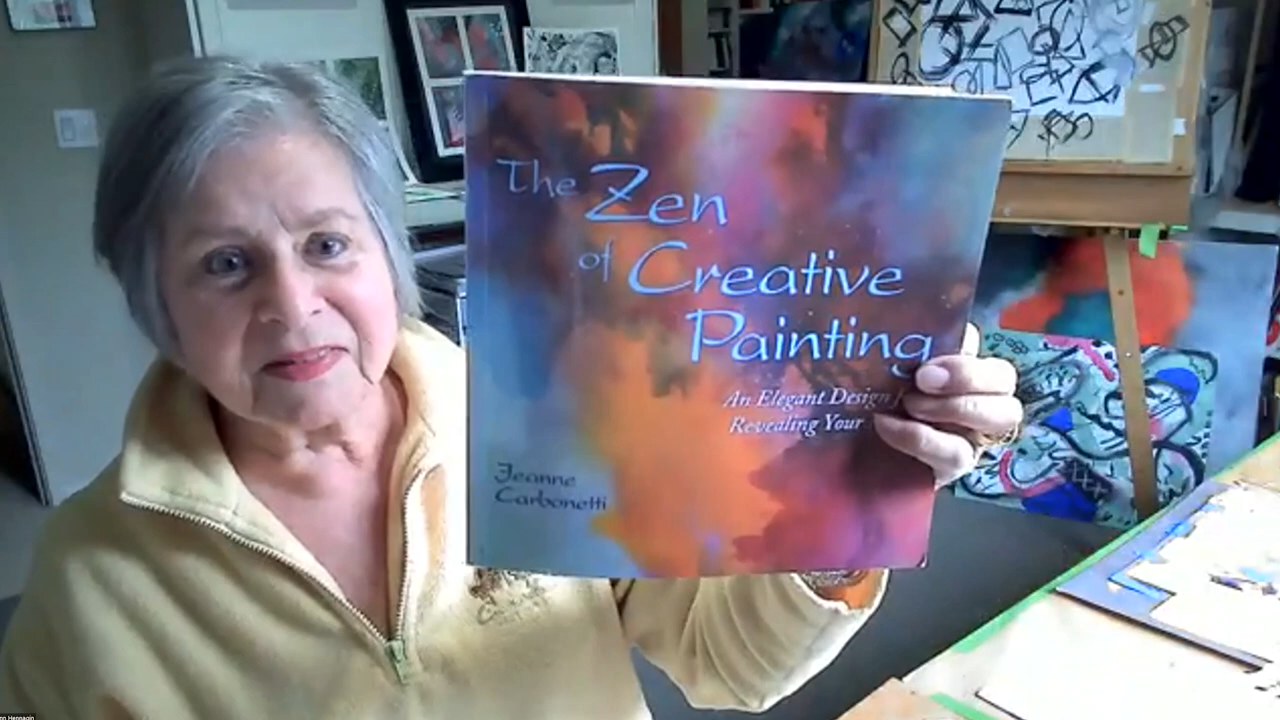 The Zen
of Creative
Painting
An Elegant Design
Revealing Your
Jeanne
Carbonetti